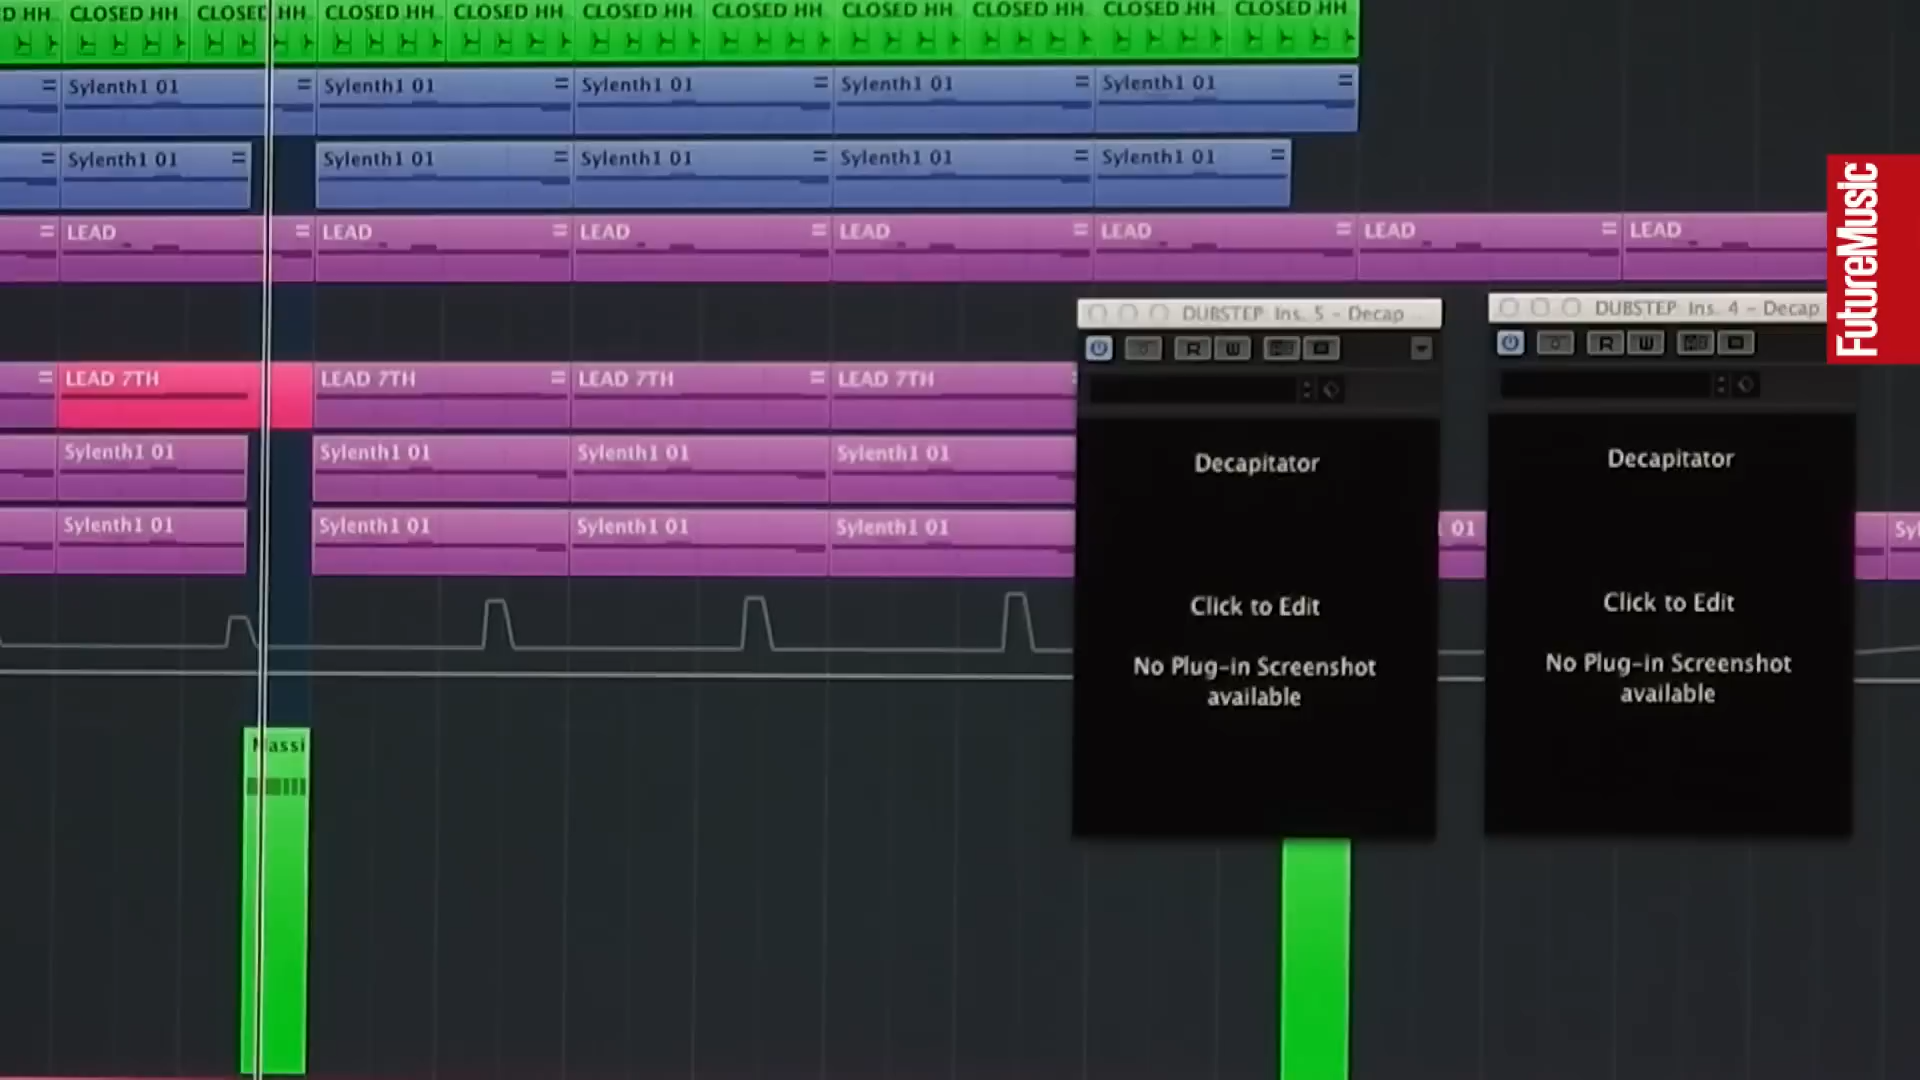 D HH CLOSED HH CLOSED HH CLOSED HH CLOSED HH CLOSED HH CLOSED HH CLOSED HH CLOSED HH CLOSED HH CLOSED HH
Sylenth1 01 Sylenth1 01 Sylenth1 01 Sylenth1 01 Sylenth1 01
Sylenth1 01 Sylenth1 01 Sylenth1 01 Sylenth1 01 Sylenth1 01
LEAD LEAD LEAD LEAD LEAD LEAD LEAD
FutureMusic
DUBSTEP Ins. 5 - Decap
DUBSTEP Ins. 4 - Decap
R W
R W
LEAD 7TH LEAD 7TH LEAD 7TH LEAD 7TH
Sylenth1 01 Sylenth1 01 Sylenth1 01 Sylenth1 01
Sylenth1 01 Sylenth1 01 Sylenth1 01 Sylenth1 01 01 Syl
Decapitator
Click to Edit
No Plug-in Screenshot
available
Decapitator
Click to Edit
No Plug-in Screenshot
available
Massi